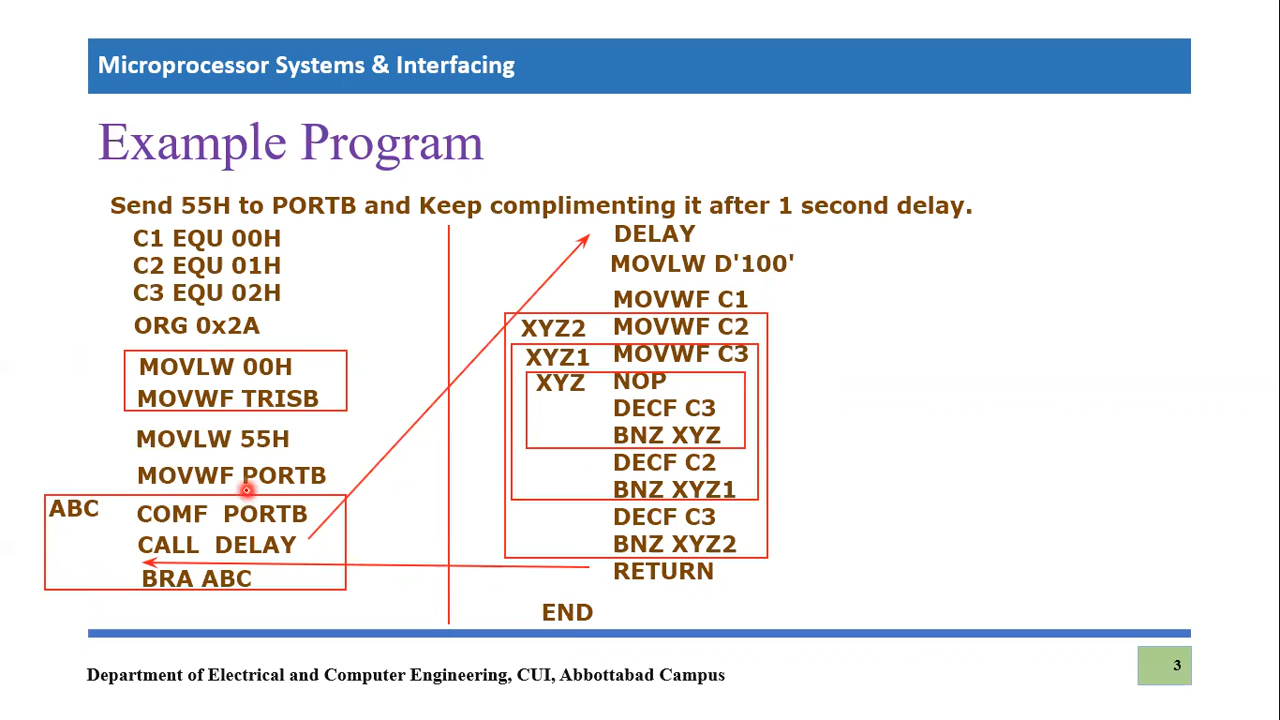 Microprocessor Systems & Interfacing
Example Program
Send 55H to PORTB and Keep complimenting it after 1 second delay.
C1 EQU 00H
C2 EQU 01H
C3 EQU 02H
ORG 0x2A
MOVLW 00H
MOVWF TRISB
MOVLW 55H
MOVWF PORTB
ABC COMF PORTB
CALL DELAY
BRA ABC
DELAY
MOVLW D'100'
MOVWF C1
XYZ2 MOVWF C2
XYZ1 MOVWF C3
XYZ NOP
DECF C3
BNZ XYZ
DECF C2
BNZ XYZ1
DECF C3
BNZ XYZ2
RETURN
END
Department of Electrical and Computer Engineering, CUI, Abbottabad Campus
3